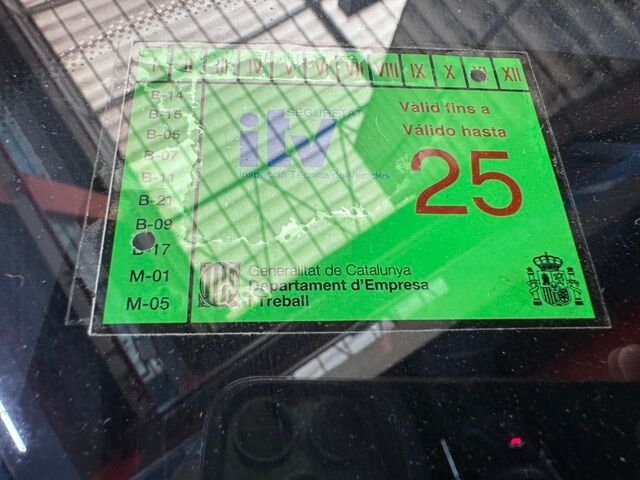 I II III IV V VI VII VIII IX X XII
B-14
B-15
B-06
B-07
B-11
B-21
B-09
B-17
M-01
M-05
SEGURETAT
itv
Inspecció Tècnica de Vehicles
Vàlid fins a
Válido hasta
25
Generalitat de Catalunya
Departament d'Empresa
i Treball